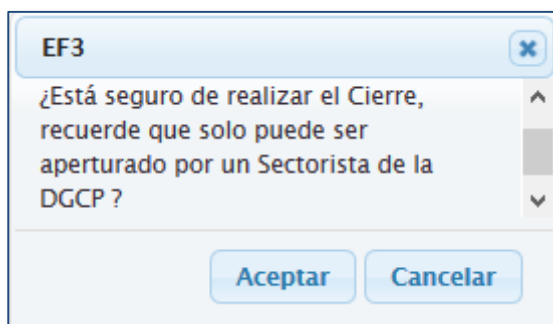 EF3
¿Está seguro de realizar el Cierre,
recuerde que solo puede ser
aperturado por un Sectorista de la
DGCP ?
Aceptar Cancelar